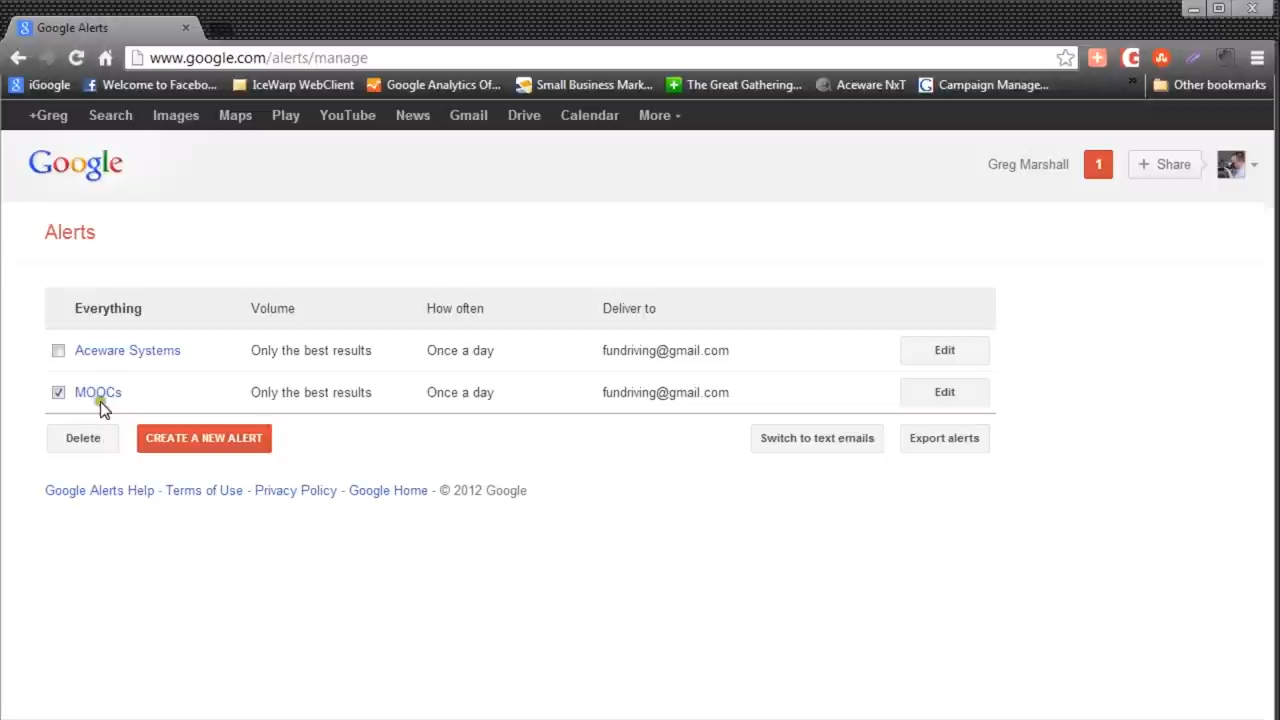 Google Alerts
www.google.com/alerts/manage
iGoogle Welcome to Facebo... IceWarp WebClient Google Analytics Of... Small Business Mark... The Great Gathering... Aceware NxT Campaign Manage... » Other bookmarks
+Greg Search Images Maps Play YouTube News Gmail Drive Calendar More
Google Greg Marshall 1 + Share
Alerts
Everything Volume How often Deliver to
Aceware Systems Only the best results Once a day fundriving@gmail.com Edit
MOOCs Only the best results Once a day fundriving@gmail.com Edit
Delete CREATE A NEW ALERT Switch to text emails Export alerts
Google Alerts Help - Terms of Use - Privacy Policy - Google Home - © 2012 Google